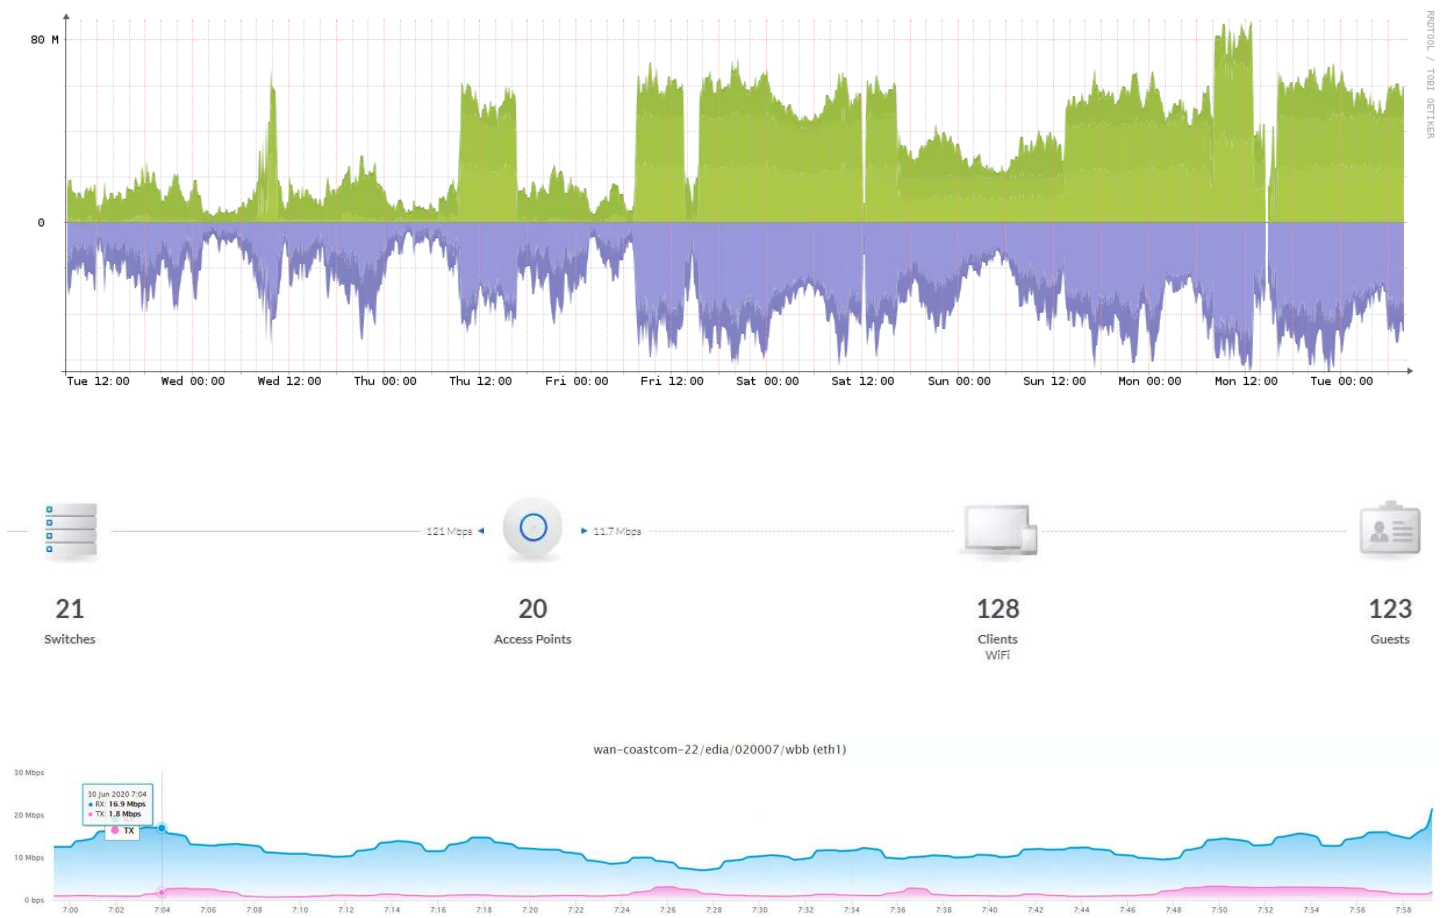 RRDTOOL / TOBI OETIKER
80 M
0
Tue 12:00 Wed 00:00 Wed 12:00 Thu 00:00 Thu 12:00 Fri 00:00 Fri 12:00 Sat 00:00 Sat 12:00 Sun 00:00 Sun 12:00 Mon 00:00 Mon 12:00 Tue 00:00
121 Mbps 11.7 Mbps
21 20 128 123
Switches Access Points Clients Guests
WiFi
wan-coastcom-22/edia/020007/wbb (eth1)
30 Mbps
30 Jun 2020 7:04
RX: 16.9 Mbps
TX: 1.8 Mbps
20 Mbps
TX
10 Mbps
0 bps
7:00 7:02 7:04 7:06 7:08 7:10 7:12 7:14 7:16 7:18 7:20 7:22 7:24 7:26 7:28 7:30 7:32 7:34 7:36 7:38 7:40 7:42 7:44 7:46 7:48 7:50 7:52 7:54 7:56 7:58